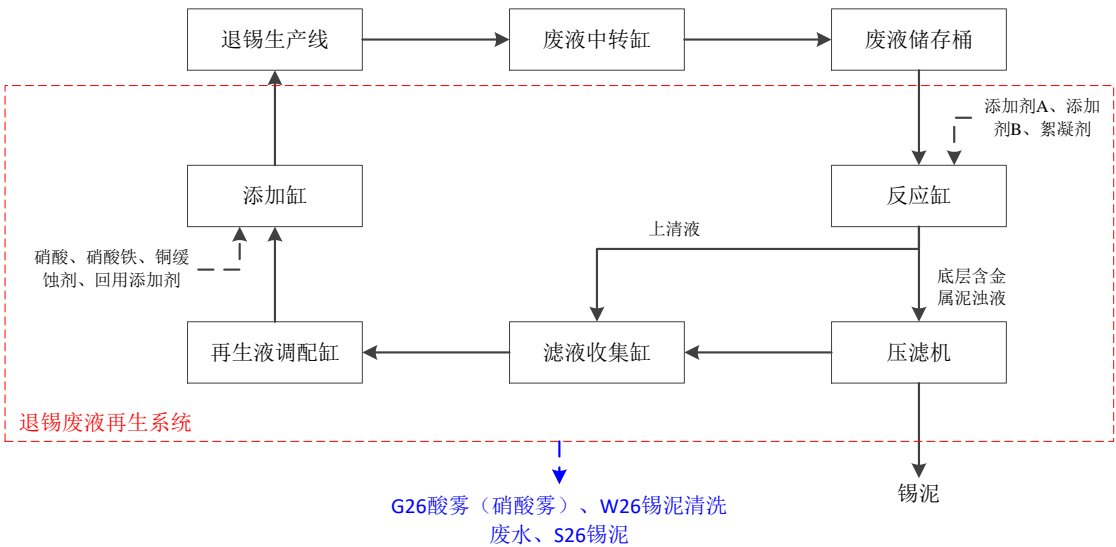 退锡生产线
废液中转缸
废液储存桶
添加剂A、添加
剂B、絮凝剂
添加缸
反应缸
上清液
硝酸、硝酸铁、铜缓
蚀剂、回用添加剂
底层含金
属泥浊液
再生液调配缸
滤液收集缸
压滤机
退锡废液再生系统
锡泥
G26酸雾（硝酸雾）、W26锡泥清洗
废水、S26锡泥